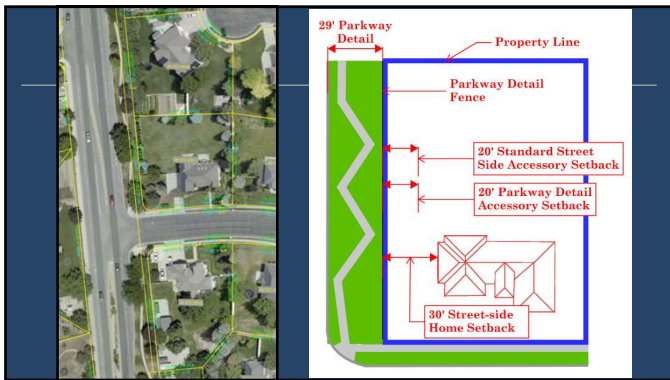 29' Parkway
Detail
Property Line
Parkway Detail
Fence
20' Standard Street
Side Accessory Setback
20' Parkway Detail
Accessory Setback
30' Street-side
Home Setback